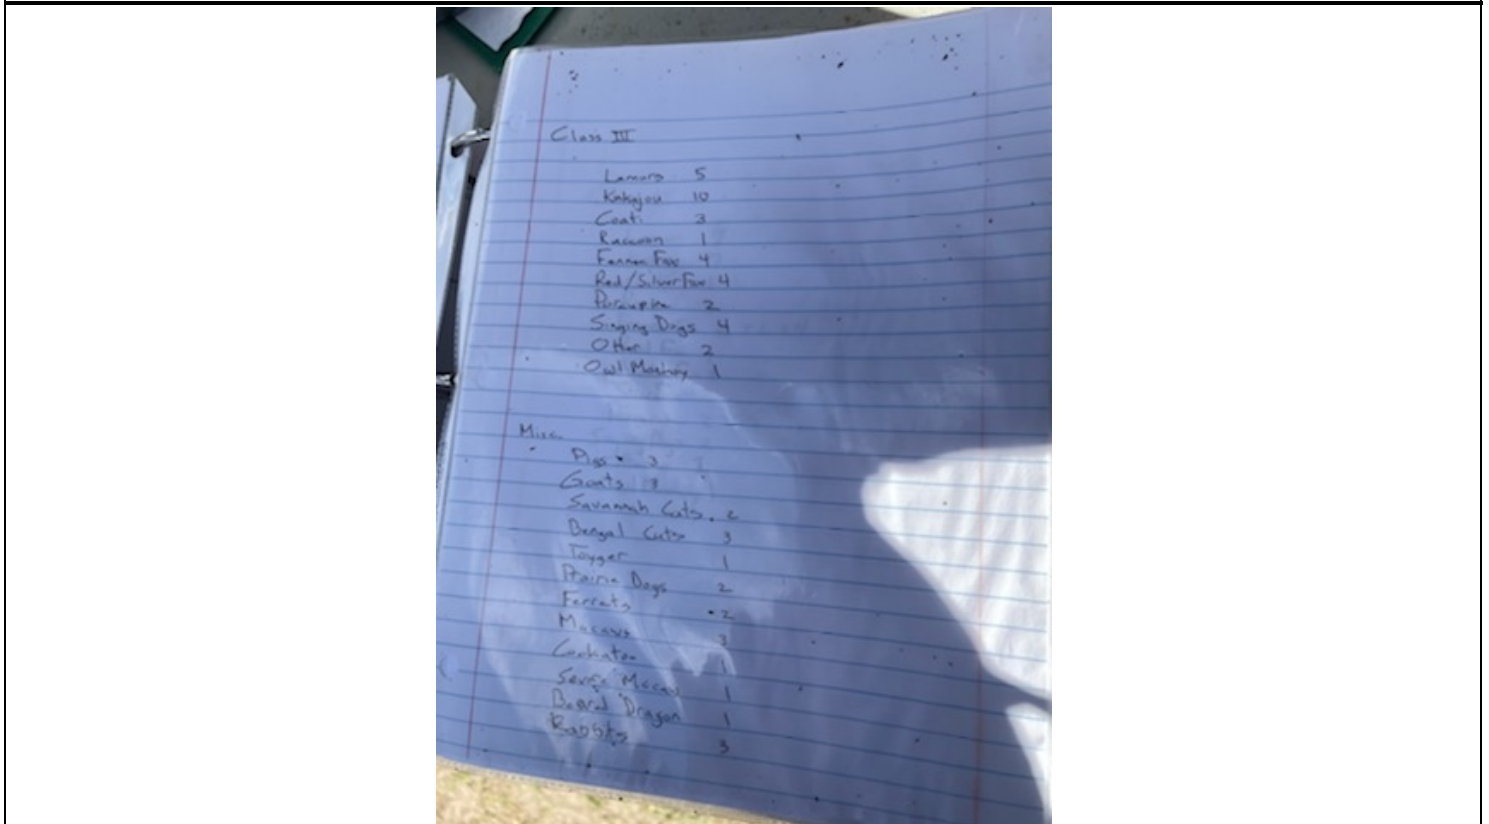 Class III
Lemurs 5
Kinkajou 10
Coati 3
Raccoon 1
Fennec Fox 4
Red/Silver Fox 4
Porcupine 2
Singing Dogs 4
Otter 2
Owl Monkey 1
Misc.
Pigs 3
Goats 3
Savannah Cats 2
Bengal Cats 3
Toyger 1
Prairie Dogs 2
Ferrets 2
Macaws 3
Cockatoo 1
Macaw 1
Beard Dragon 1
Rabbits 3